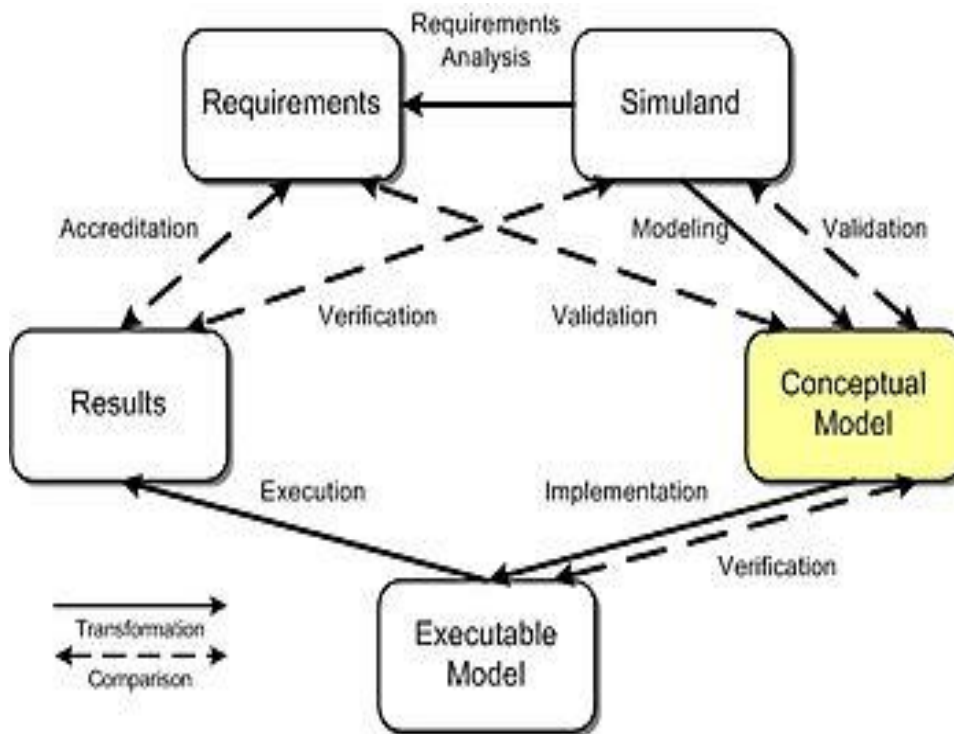 Requirements
Analysis
Requirements
Simuland
Accreditation
Modeling
Validation
Verification
Validation
Results
Conceptual
Model
Execution
Implementation
Verification
Transformation
Comparison
Executable
Model